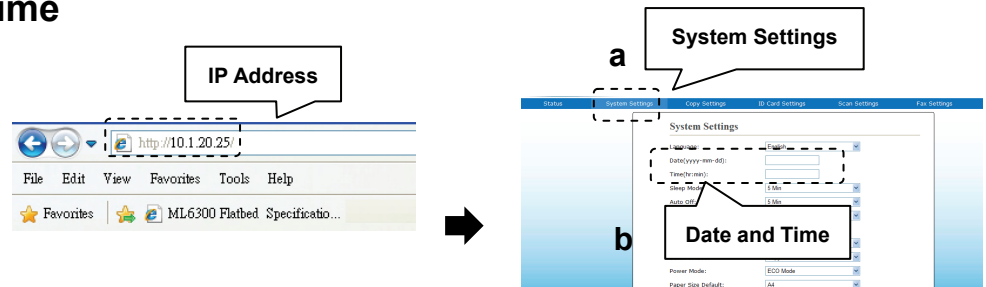 ime
IP Address
http://10.1.20.25/
File Edit View Favorites Tools Help
Favorites ML6300 Flatbed Specificatio...
a
System Settings
Status System Settings Copy Settings ID Card Settings Scan Settings Fax Settings
System Settings
Language: English
Date(yyyy-mm-dd):
Time(hr:min):
Sleep Mode 5 Min
Auto Off: 5 Min
b
Date and Time
Power Mode: ECO Mode
Paper Size Default: A4